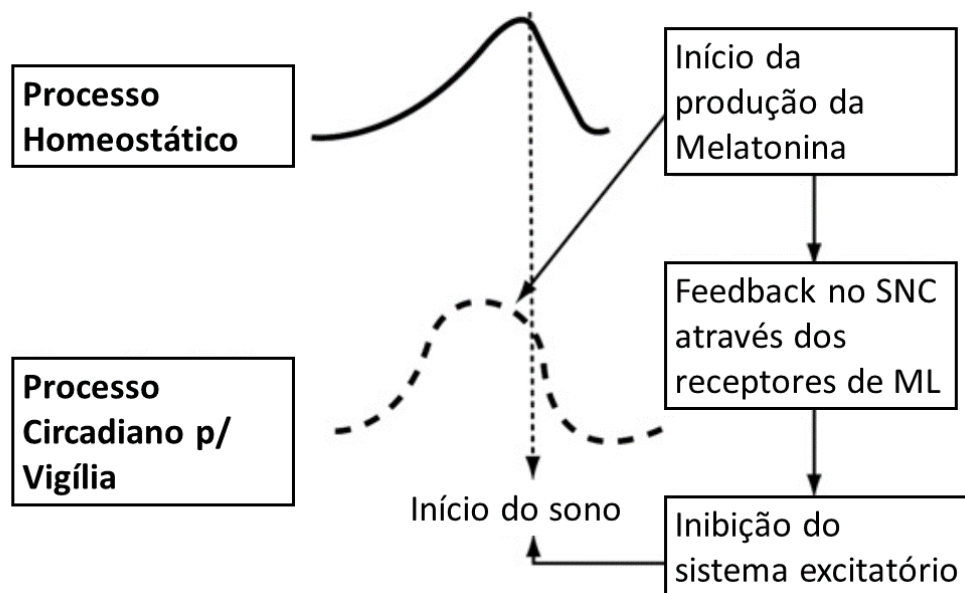 Processo
Homeostático
Início da
produção da
Melatonina
Feedback no SNC
através dos
receptores de ML
Processo
Circadiano p/
Vigília
Início do sono
Inibição do
sistema excitatório